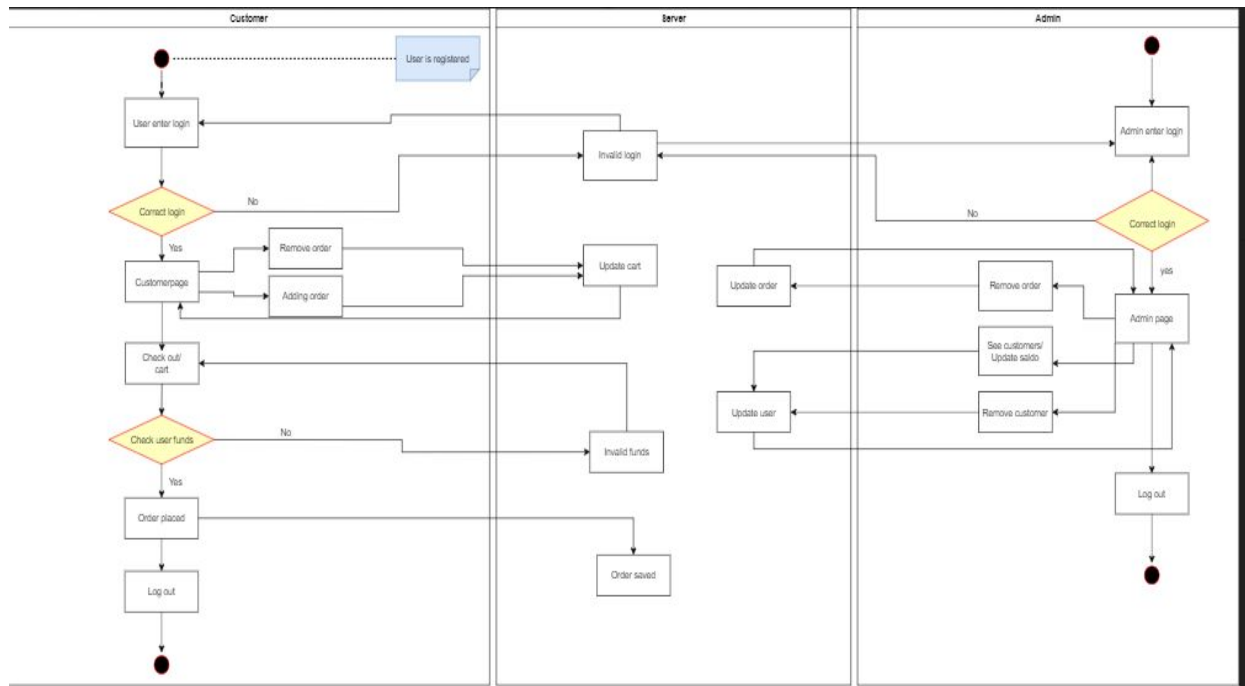 Customer
Server
Admin
User is registered
User enter login
Invalid login
Admin enter login
Correct login
No
No
Correct login
Yes
Remove order
Update cart
yes
Customerpage
Adding order
Update order
Remove order
Admin page
Check out/
cart
See customers/
Update saldo
Update user
Remove customer
Check user funds
No
Invalid funds
Yes
Log out
Order placed
Order saved
Log out